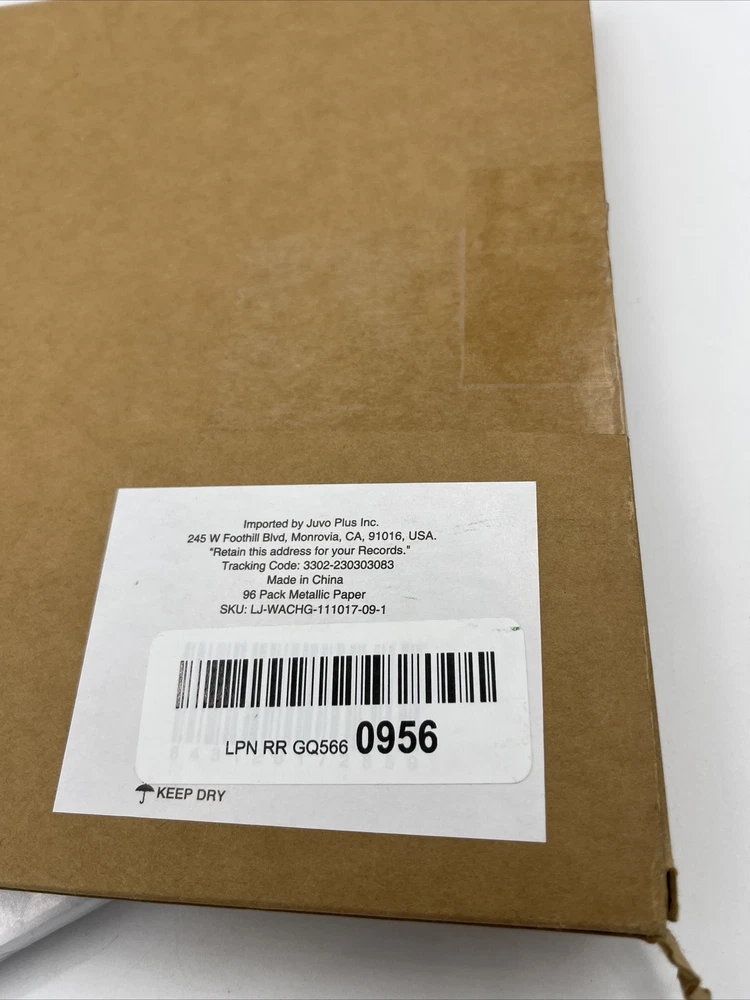 Imported by Juvo Plus Inc.
245 W Foothill Blvd, Monrovia, CA, 91016, USA.
"Retain this address for your Records."
Tracking Code: 3302-230303083
Made in China
96 Pack Metallic Paper
SKU: LJ-WACHG-111017-09-1
LPN RR GQ566 0956
KEEP DRY